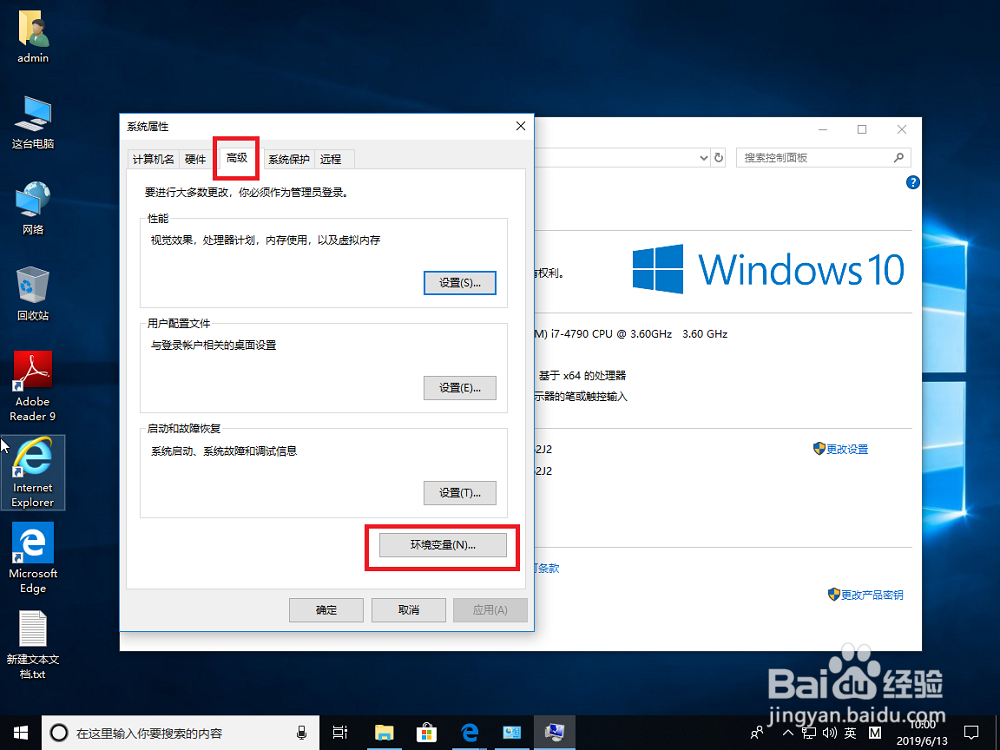 admin
这台电脑
网络
回收站
Adobe
Reader 9
Internet
Explorer
Microsoft
Edge
新建文本文
档.txt
系统属性
计算机名 硬件 高级 系统保护 远程
要进行大多数更改，你必须作为管理员登录。
性能
视觉效果，处理器计划，内存使用，以及虚拟内存
设置(S)...
用户配置文件
与登录帐户相关的桌面设置
设置(E)...
启动和故障恢复
系统启动、系统故障和调试信息
设置(T)...
环境变量(N)...
确定 取消 应用(A)
搜索控制面板
?
权利。
Windows 10
M) i7-4790 CPU @ 3.60GHz 3.60 GHz
基于 x64 的处理器
示器的笔或触控输入
2J2
更改设置
2J2
条款
更改产品密钥
Bai du 经验
jingyan.baidu.com
在这里输入你要搜索的内容
英
M
10:00
2019/6/13